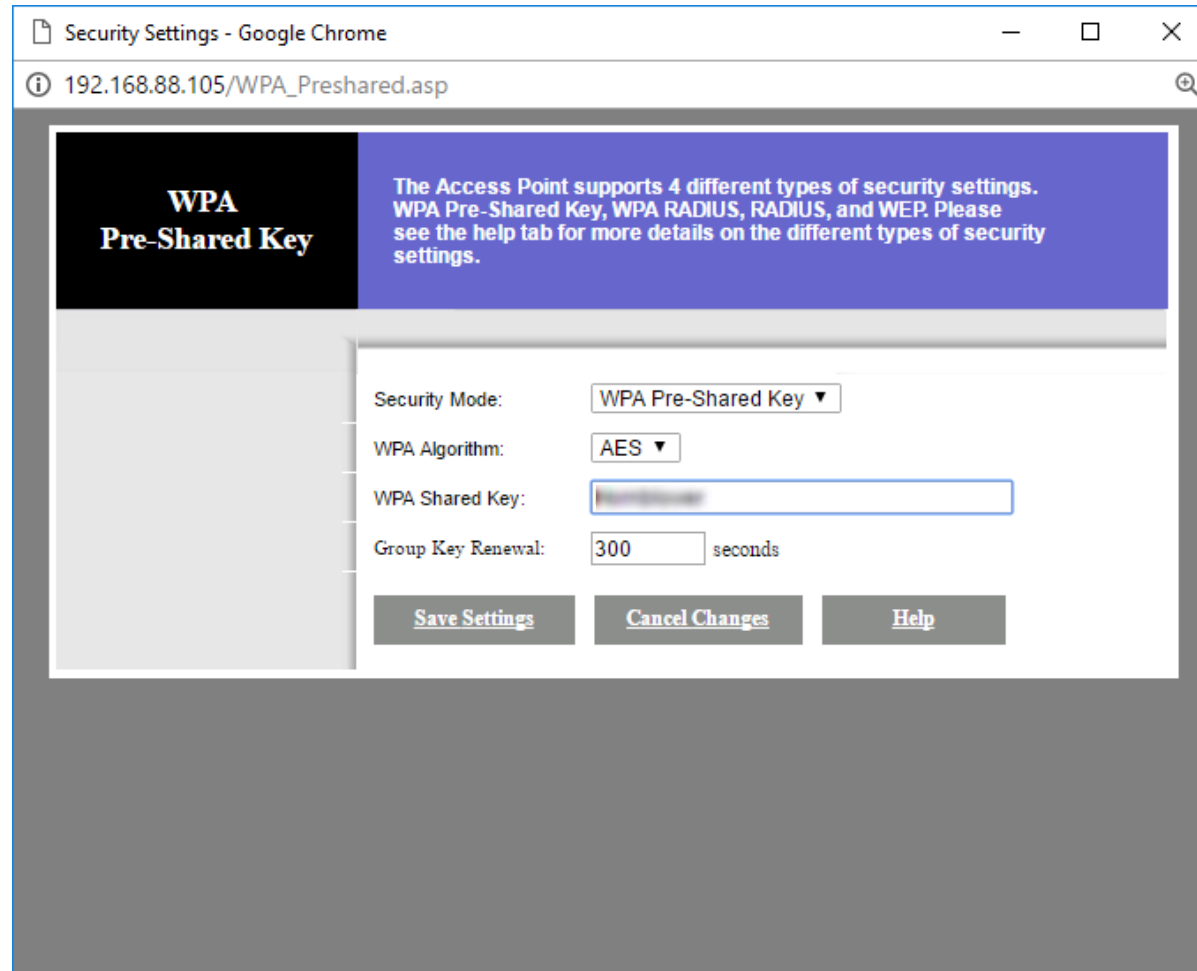 Security Settings - Google Chrome
192.168.88.105/WPA_Preshared.asp
WPA
Pre-Shared Key
The Access Point supports 4 different types of security settings.
WPA Pre-Shared Key, WPA RADIUS, RADIUS, and WEP. Please
see the help tab for more details on the different types of security
settings.
Security Mode: WPA Pre-Shared Key
WPA Algorithm: AES
WPA Shared Key:
Group Key Renewal: 300 seconds
Save Settings Cancel Changes Help